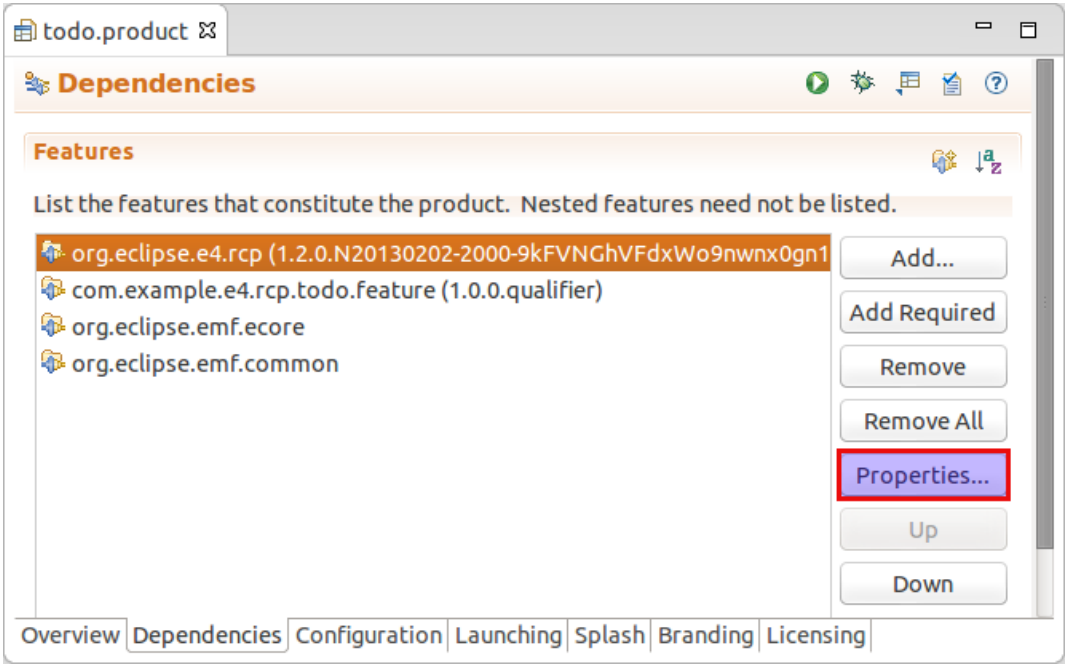 todo.product
Dependencies
Features
List the features that constitute the product. Nested features need not be listed.
org.eclipse.e4.rcp (1.2.0.N20130202-2000-9kFVNGhVFdxWo9nwnx0gn1
com.example.e4.rcp.todo.feature (1.0.0.qualifier)
org.eclipse.emf.ecore
org.eclipse.emf.common
Add...
Add Required
Remove
Remove All
Properties...
Up
Down
Overview Dependencies Configuration Launching Splash Branding Licensing